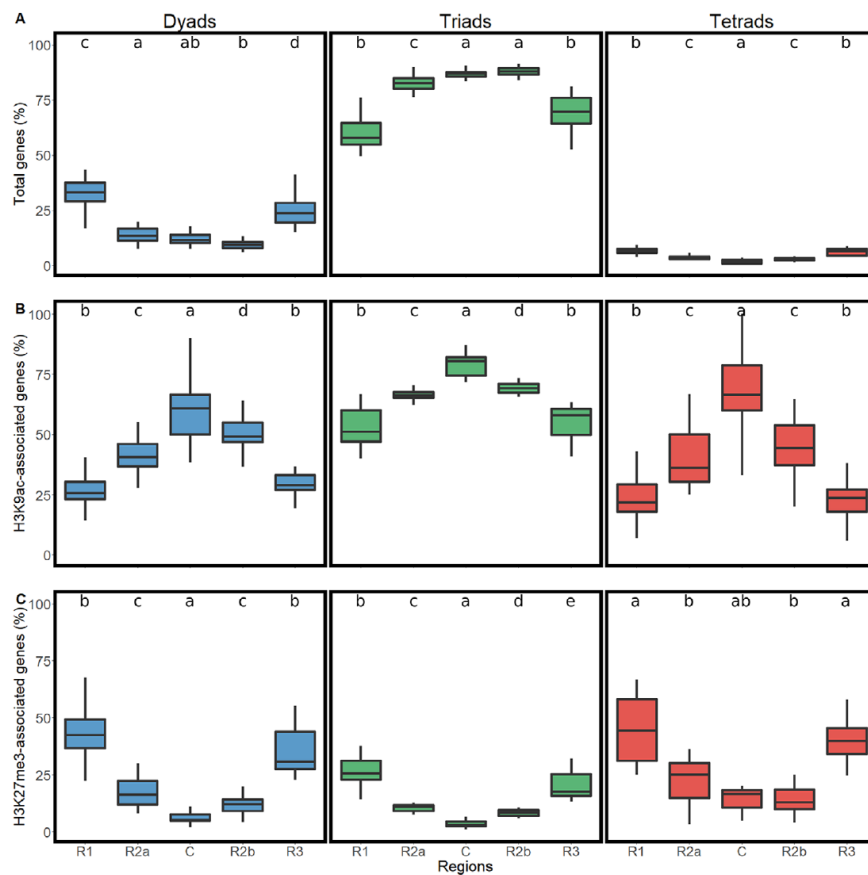 Dyads Triads Tetrads
A
Total genes (%)
100
75
50
25
0
c a ab b d
b c a a b
b c a c b
B
H3K9ac-associated genes (%)
100
75
50
25
0
b c a d b
b c a d b
b c a c b
C
H3K27me3-associated genes (%)
100
75
50
25
0
b c a c b
b c a d e
a b ab b a
R1 R2a C R2b R3
R1 R2a C R2b R3
R1 R2a C R2b R3
Regions